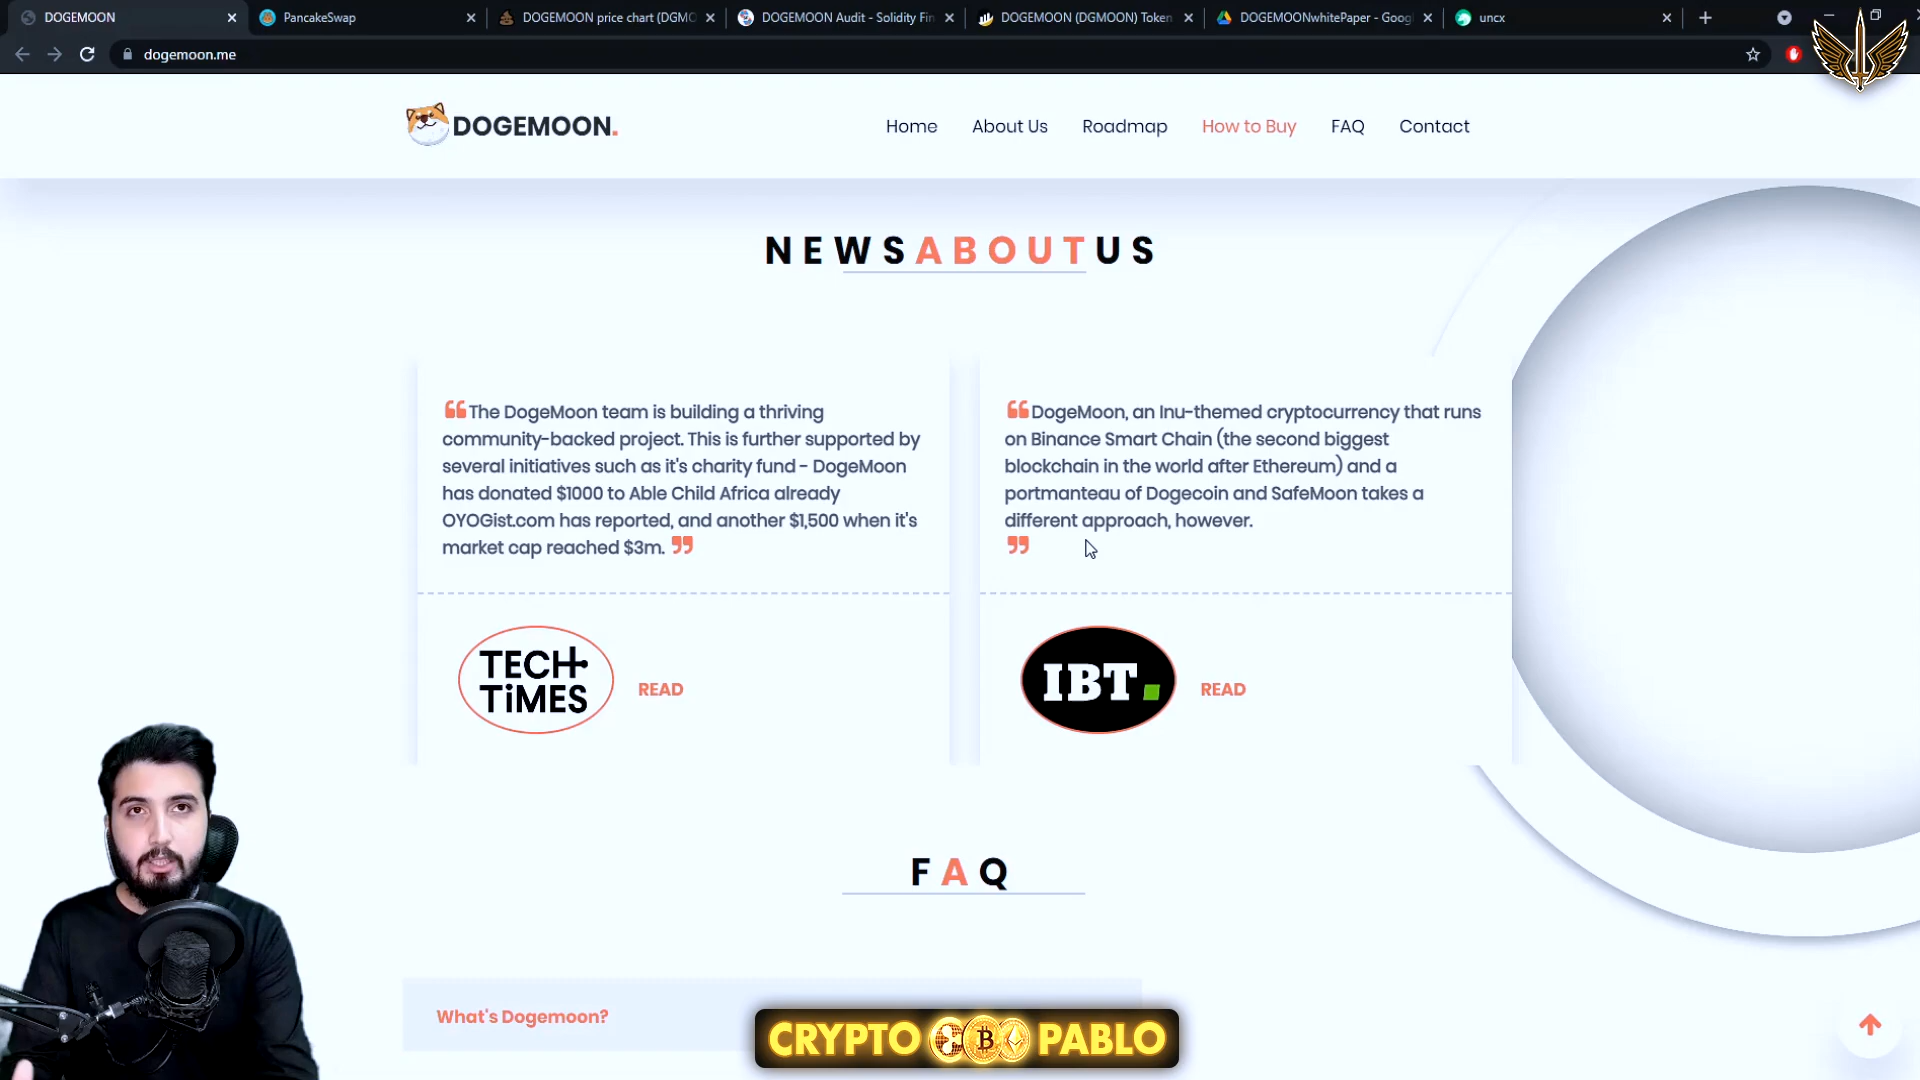 DOGEMOON
PancakeSwap
DOGEMOON price chart (DGMO
DOGEMOON Audit - Solidity Fin
DOGEMOON (DGMOON) Token
DOGEMOONwhitePaper - Goog
uncx
dogemoon.me
DOGEMOON.
Home
About Us
Roadmap
How to Buy
FAQ
Contact
NEWS ABOUT US
The DogeMoon team is building a thriving
community-backed project. This is further supported by
several initiatives such as it's charity fund - DogeMoon
has donated $1000 to Able Child Africa already
OYOGist.com has reported, and another $1,500 when it's
market cap reached $3m.
DogeMoon, an Inu-themed cryptocurrency that runs
on Binance Smart Chain (the second biggest
blockchain in the world after Ethereum) and a
portmanteau of Dogecoin and SafeMoon takes a
different approach, however.
TECH
TiMES
READ
IBT
READ
FAQ
What's Dogemoon?
CRYPTO PABLO